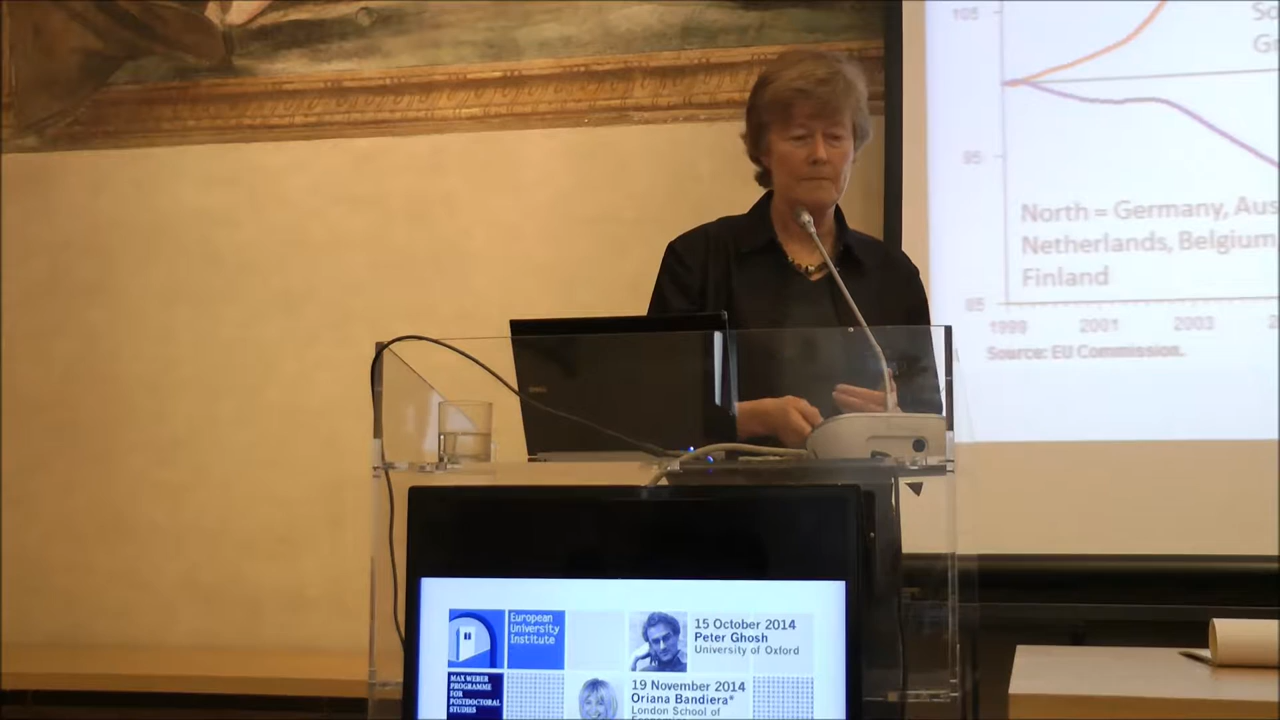 105
So
G
95
North = Germany, Aus
Netherlands, Belgium,
Finland
85
1999 2001 2003 2
Source: EU Commission.
European
University
Institute
15 October 2014
Peter Ghosh
University of Oxford
MAX WEBER
PROGRAMME
FOR
POSTDOCTORAL
STUDIES
19 November 2014
Oriana Bandiera*
London School of